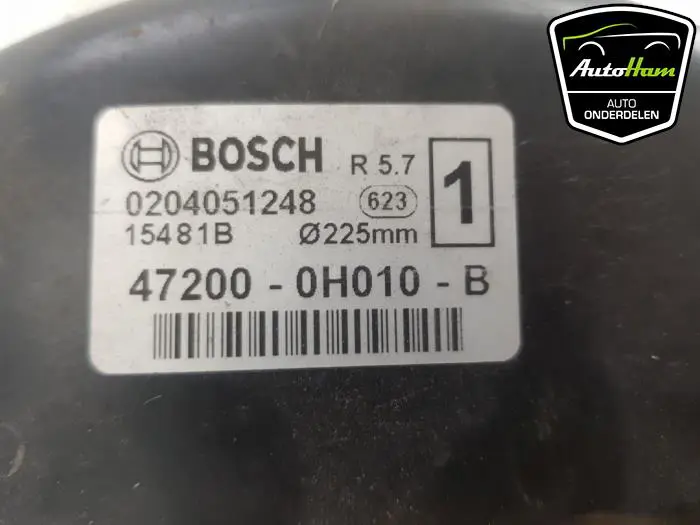 AutoHam
AUTO
ONDERDELEN
BOSCH R 5.7 1
0204051248 623
15481B Ø225mm
47200 - 0H010 - B